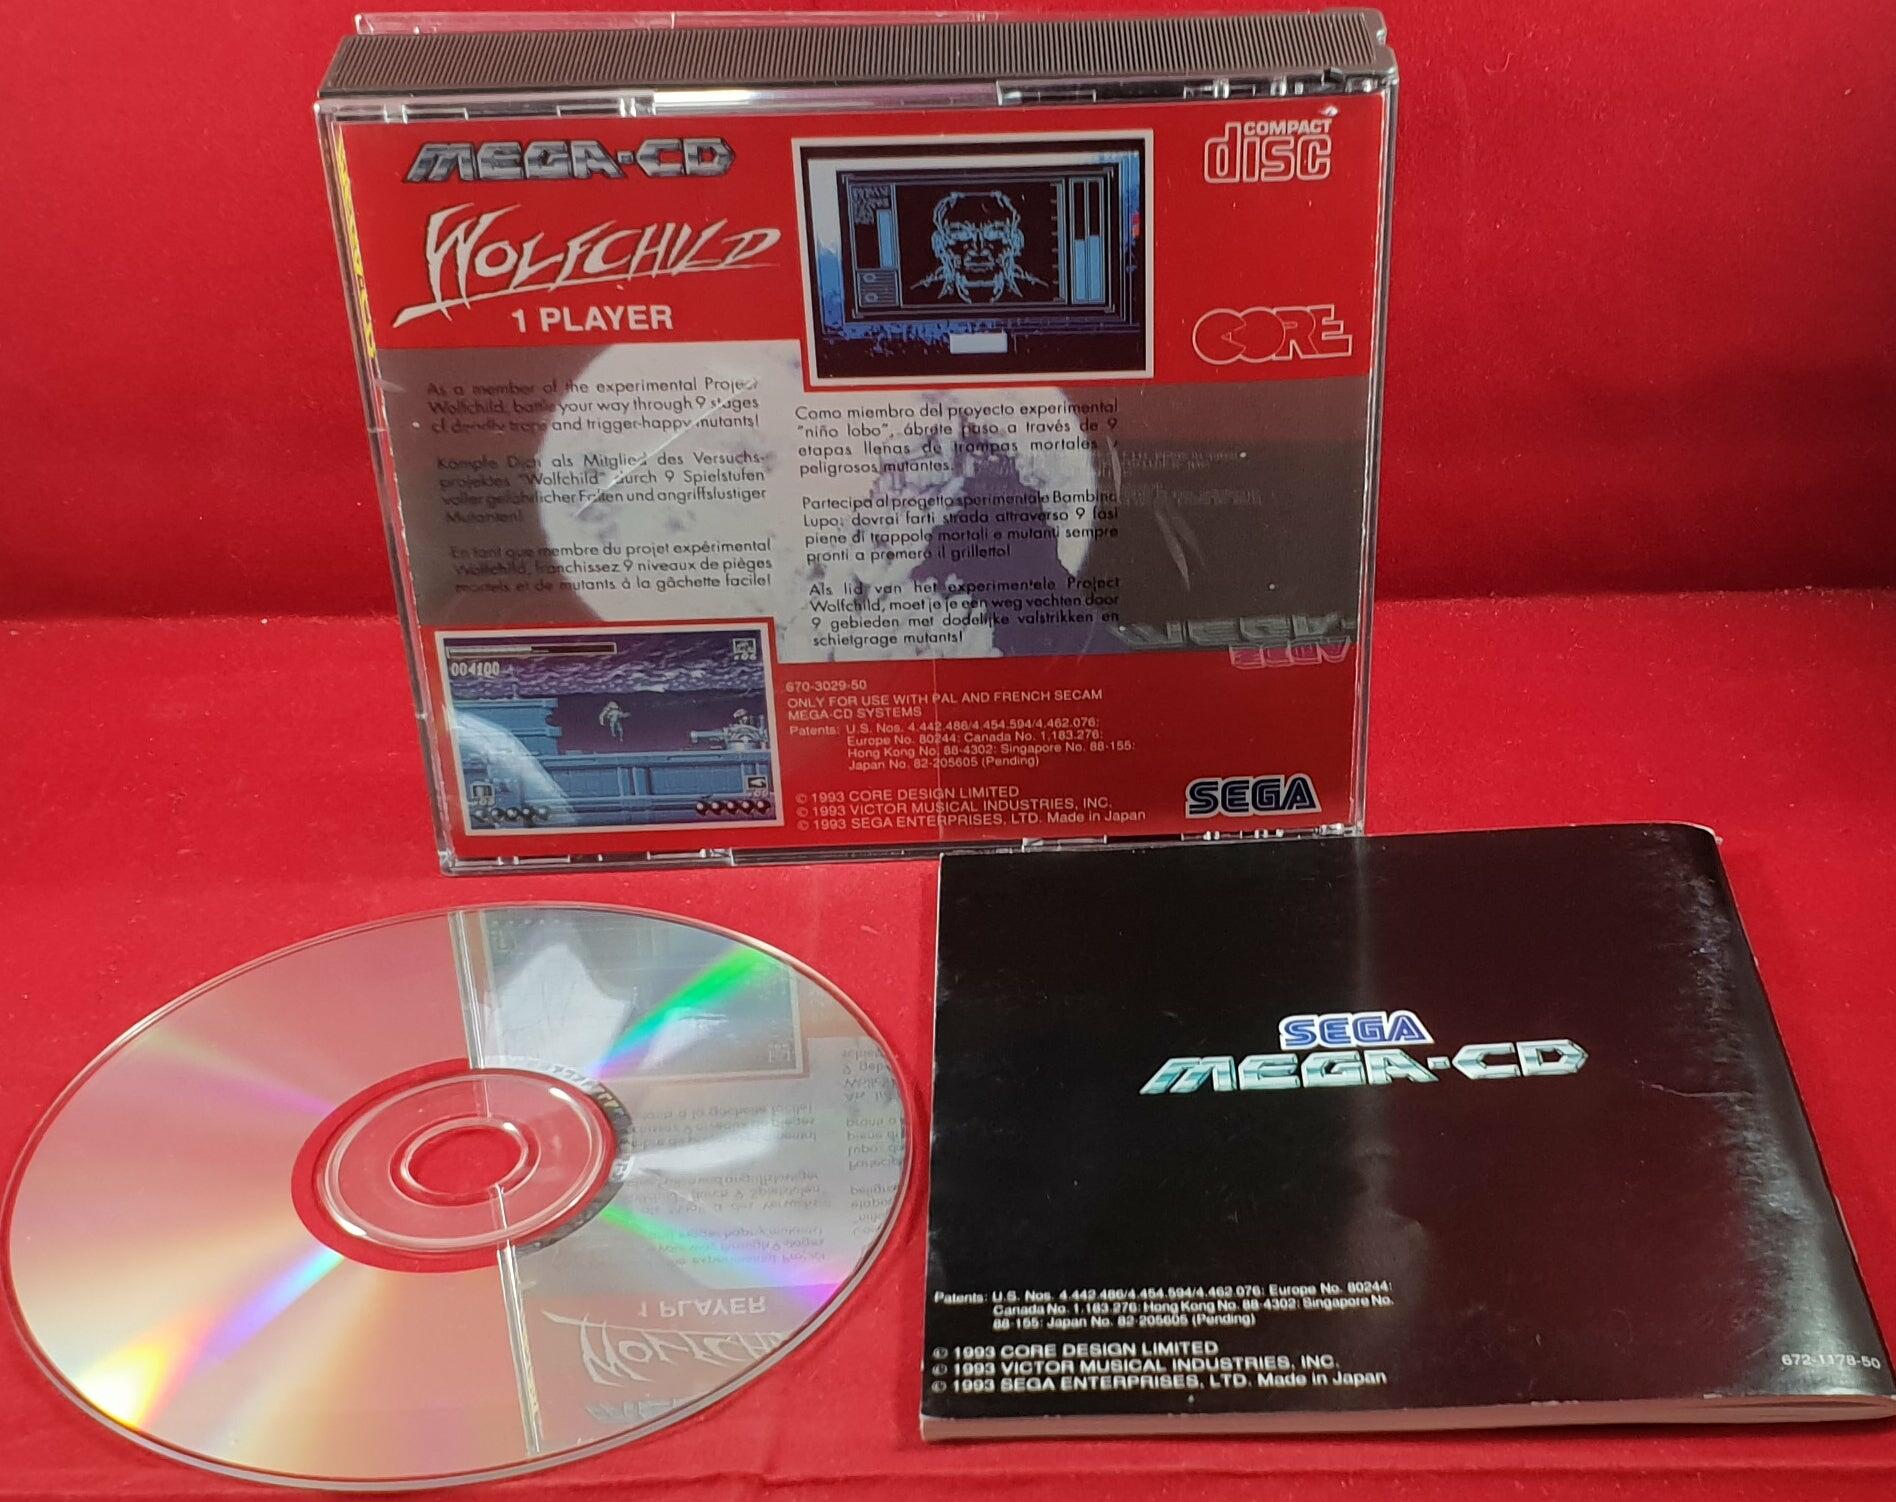 MEGA-CD
WOLFCHILD
1 PLAYER
COMPACT
disc
CORE
As a member of the experimental Project
Wolfchild, battle your way through 9 stages
of deadly traps and trigger-happy mutants!
Kämpfe Dich als Mitglied des Versuchs-
projektes "Wolfchild" durch 9 Spielstufen
voller gefährlicher Fallen und angriffslustiger
Mutanten!
En tant que membre du projet expérimental
Wolfchild, franchissez 9 niveaux de pièges
mortels et de mutants à la gâchette facile!
Como miembro del proyecto experimental
"niño lobo", ábrete paso a través de 9
etapas llenas de trampas mortales y
peligrosos mutantes.
Partecipa al progetto sperimentale Bambino
Lupo: dovrai farti strada attraverso 9 fasi
piene di trappole mortali e mutanti sempre
pronti a premere il grilletto!
Als lid van het experimentele Project
Wolfchild, moet je je een weg vechten door
9 gebieden met dodelijke valstrikken en
schietgrage mutants!
004100
670-3029-50
ONLY FOR USE WITH PAL AND FRENCH SECAM
MEGA-CD SYSTEMS
Patents: U.S. Nos. 4,442,486/4,454,594/4,462,076;
Europe No. 80244; Canada No. 1,183,276;
Hong Kong No. 88-4302; Singapore No. 88-155;
Japan No. 82-205605 (Pending)
© 1993 CORE DESIGN LIMITED
© 1993 VICTOR MUSICAL INDUSTRIES, INC.
© 1993 SEGA ENTERPRISES, LTD. Made in Japan
SEGA
SEGA
MEGA-CD
Patents: U.S. Nos. 4,442,486/4,454,594/4,462,076; Europe No. 80244;
Canada No. 1,183,276; Hong Kong No. 88-4302; Singapore No.
88-155; Japan No. 82-205605 (Pending)
© 1993 CORE DESIGN LIMITED
© 1993 VICTOR MUSICAL INDUSTRIES, INC.
© 1993 SEGA ENTERPRISES, LTD. Made in Japan
672-1178-50